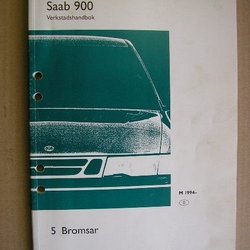 Saab 900
Verkstadshandbok
M 1994-
5 Bromsar